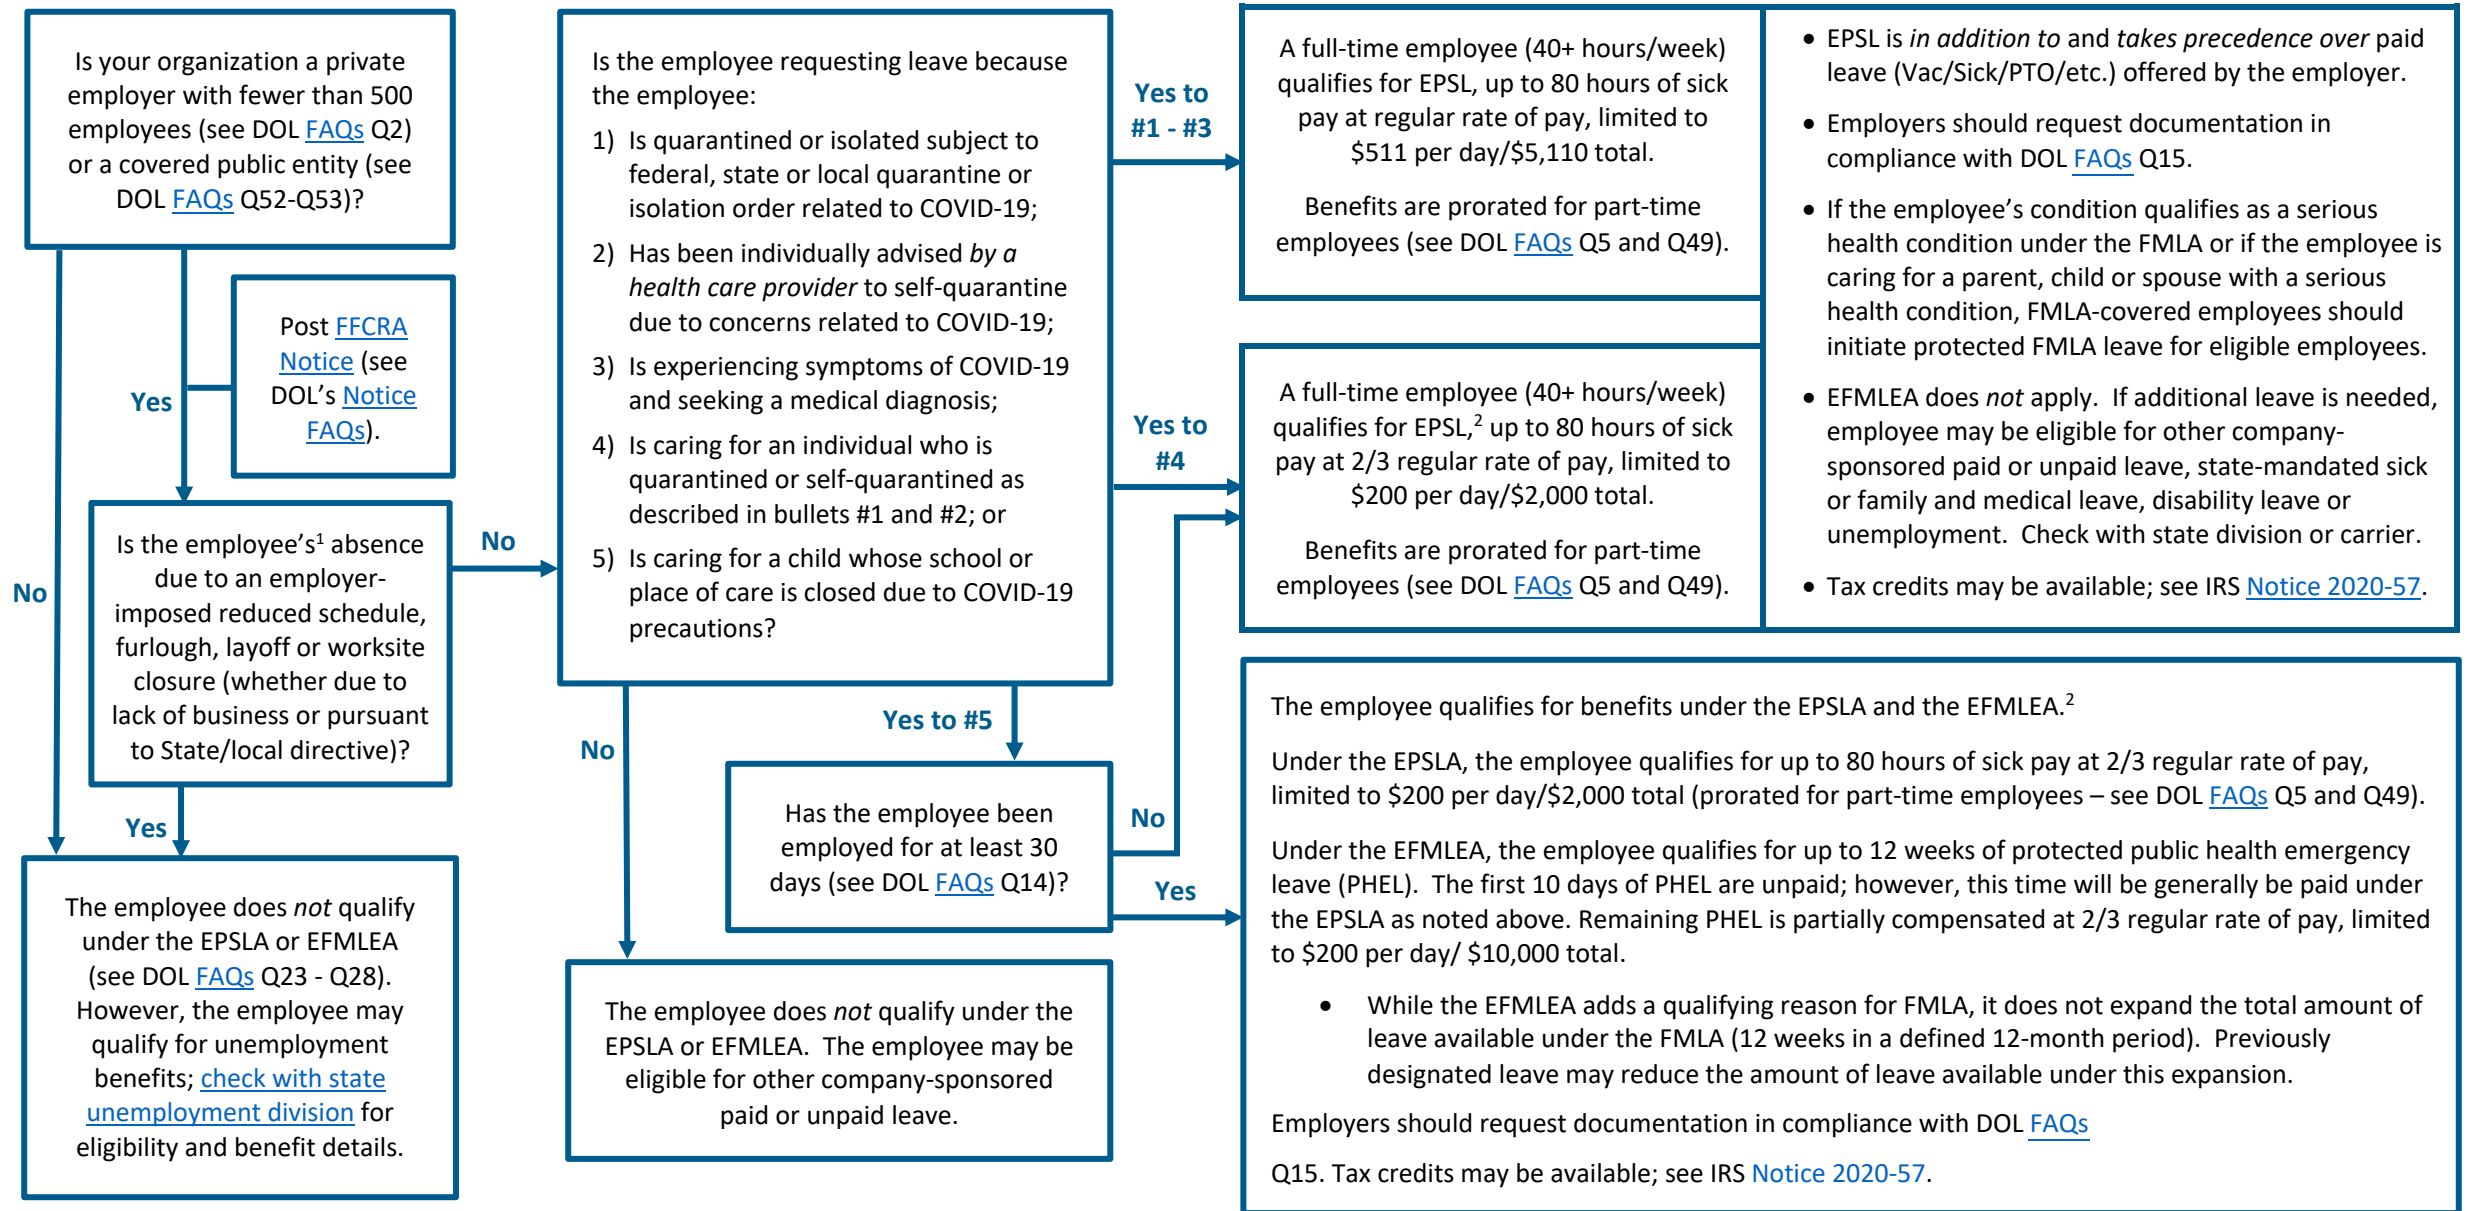 Is your organization a private
employer with fewer than 500
employees (see DOL FAQs Q2)
or a covered public entity (see
DOL FAQs Q52-Q53)?
No
Yes
Post FFCRA
Notice (see
DOL’s Notice
FAQs).
Is the employee’s1 absence
due to an employer-
imposed reduced schedule,
furlough, layoff or worksite
closure (whether due to
lack of business or pursuant
to State/local directive)?
No
Yes
The employee does not qualify
under the EPSLA or EFMLEA
(see DOL FAQs Q23 - Q28).
However, the employee may
qualify for unemployment
benefits; check with state
unemployment division for
eligibility and benefit details.
Is the employee requesting leave because
the employee:
1) Is quarantined or isolated subject to
federal, state or local quarantine or
isolation order related to COVID-19;
2) Has been individually advised by a
health care provider to self-quarantine
due to concerns related to COVID-19;
3) Is experiencing symptoms of COVID-19
and seeking a medical diagnosis;
4) Is caring for an individual who is
quarantined or self-quarantined as
described in bullets #1 and #2; or
5) Is caring for a child whose school or
place of care is closed due to COVID-19
precautions?
No
Yes to #5
The employee does not qualify under the
EPSLA or EFMLEA. The employee may be
eligible for other company-sponsored
paid or unpaid leave.
Has the employee been
employed for at least 30
days (see DOL FAQs Q14)?
No
Yes
Yes to
#1 - #3
A full-time employee (40+ hours/week)
qualifies for EPSL, up to 80 hours of sick
pay at regular rate of pay, limited to
$511 per day/$5,110 total.
Benefits are prorated for part-time
employees (see DOL FAQs Q5 and Q49).
Yes to
#4
A full-time employee (40+ hours/week)
qualifies for EPSL,2 up to 80 hours of sick
pay at 2/3 regular rate of pay, limited to
$200 per day/$2,000 total.
Benefits are prorated for part-time
employees (see DOL FAQs Q5 and Q49).
• EPSL is in addition to and takes precedence over paid
leave (Vac/Sick/PTO/etc.) offered by the employer.
• Employers should request documentation in
compliance with DOL FAQs Q15.
• If the employee’s condition qualifies as a serious
health condition under the FMLA or if the employee is
caring for a parent, child or spouse with a serious
health condition, FMLA-covered employees should
initiate protected FMLA leave for eligible employees.
• EFMLEA does not apply. If additional leave is needed,
employee may be eligible for other company-
sponsored paid or unpaid leave, state-mandated sick
or family and medical leave, disability leave or
unemployment. Check with state division or carrier.
• Tax credits may be available; see IRS Notice 2020-57.
The employee qualifies for benefits under the EPSLA and the EFMLEA.2
Under the EPSLA, the employee qualifies for up to 80 hours of sick pay at 2/3 regular rate of pay,
limited to $200 per day/$2,000 total (prorated for part-time employees – see DOL FAQs Q5 and Q49).
Under the EFMLEA, the employee qualifies for up to 12 weeks of protected public health emergency
leave (PHEL). The first 10 days of PHEL are unpaid; however, this time will be generally be paid under
the EPSLA as noted above. Remaining PHEL is partially compensated at 2/3 regular rate of pay, limited
to $200 per day/ $10,000 total.
• While the EFMLEA adds a qualifying reason for FMLA, it does not expand the total amount of
leave available under the FMLA (12 weeks in a defined 12-month period). Previously
designated leave may reduce the amount of leave available under this expansion.
Employers should request documentation in compliance with DOL FAQs
Q15. Tax credits may be available; see IRS Notice 2020-57.